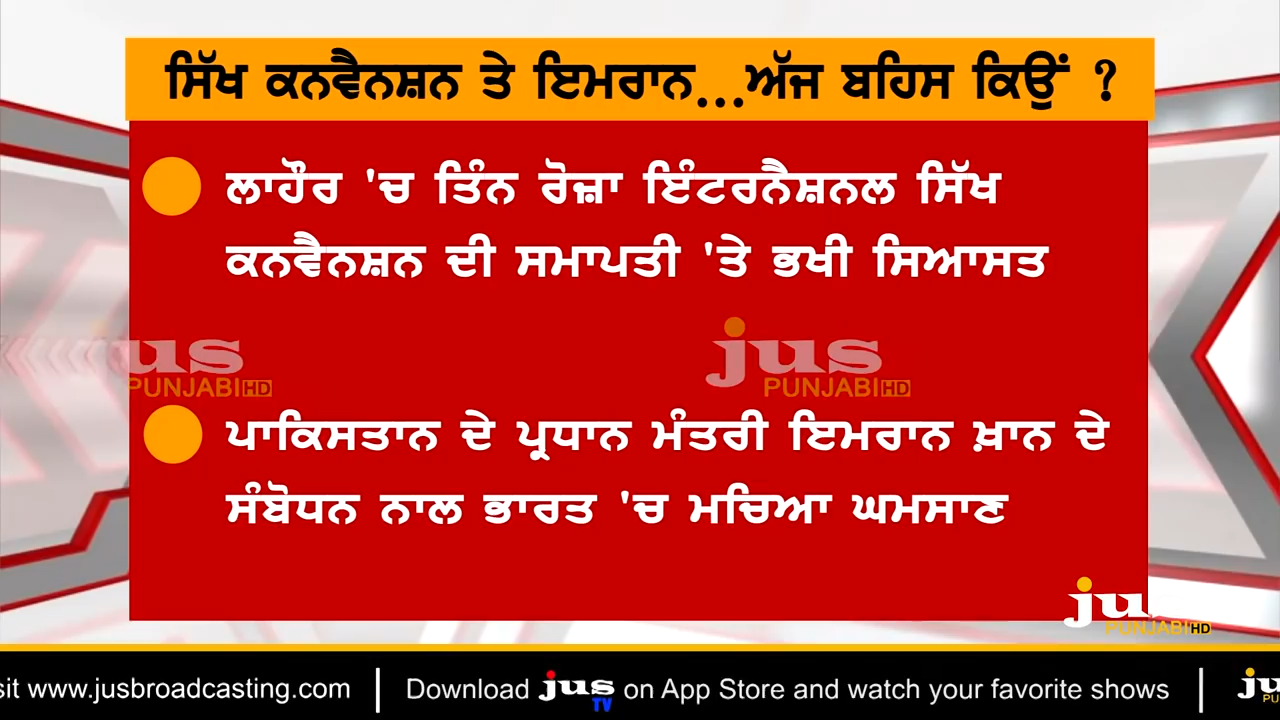 ਸਿੱਖ ਕਨਵੈਨਸ਼ਨ ਤੇ ਇਮਰਾਨ...ਅੱਜ ਬਹਿਸ ਕਿਉਂ ?
ਲਾਹੌਰ 'ਚ ਤਿੰਨ ਰੋਜ਼ਾ ਇੰਟਰਨੈਸ਼ਨਲ ਸਿੱਖ
ਕਨਵੈਨਸ਼ਨ ਦੀ ਸਮਾਪਤੀ 'ਤੇ ਭਖੀ ਸਿਆਸਤ
jus
PUNJABI HD
jus
PUNJABI HD
ਪਾਕਿਸਤਾਨ ਦੇ ਪ੍ਰਧਾਨ ਮੰਤਰੀ ਇਮਰਾਨ ਖ਼ਾਨ ਦੇ
ਸੰਬੋਧਨ ਨਾਲ ਭਾਰਤ 'ਚ ਮਚਿਆ ਘਮਸਾਣ
jus
PUNJABI HD
www.jusbroadcasting.com | Download jus TV on App Store and watch your favorite shows |